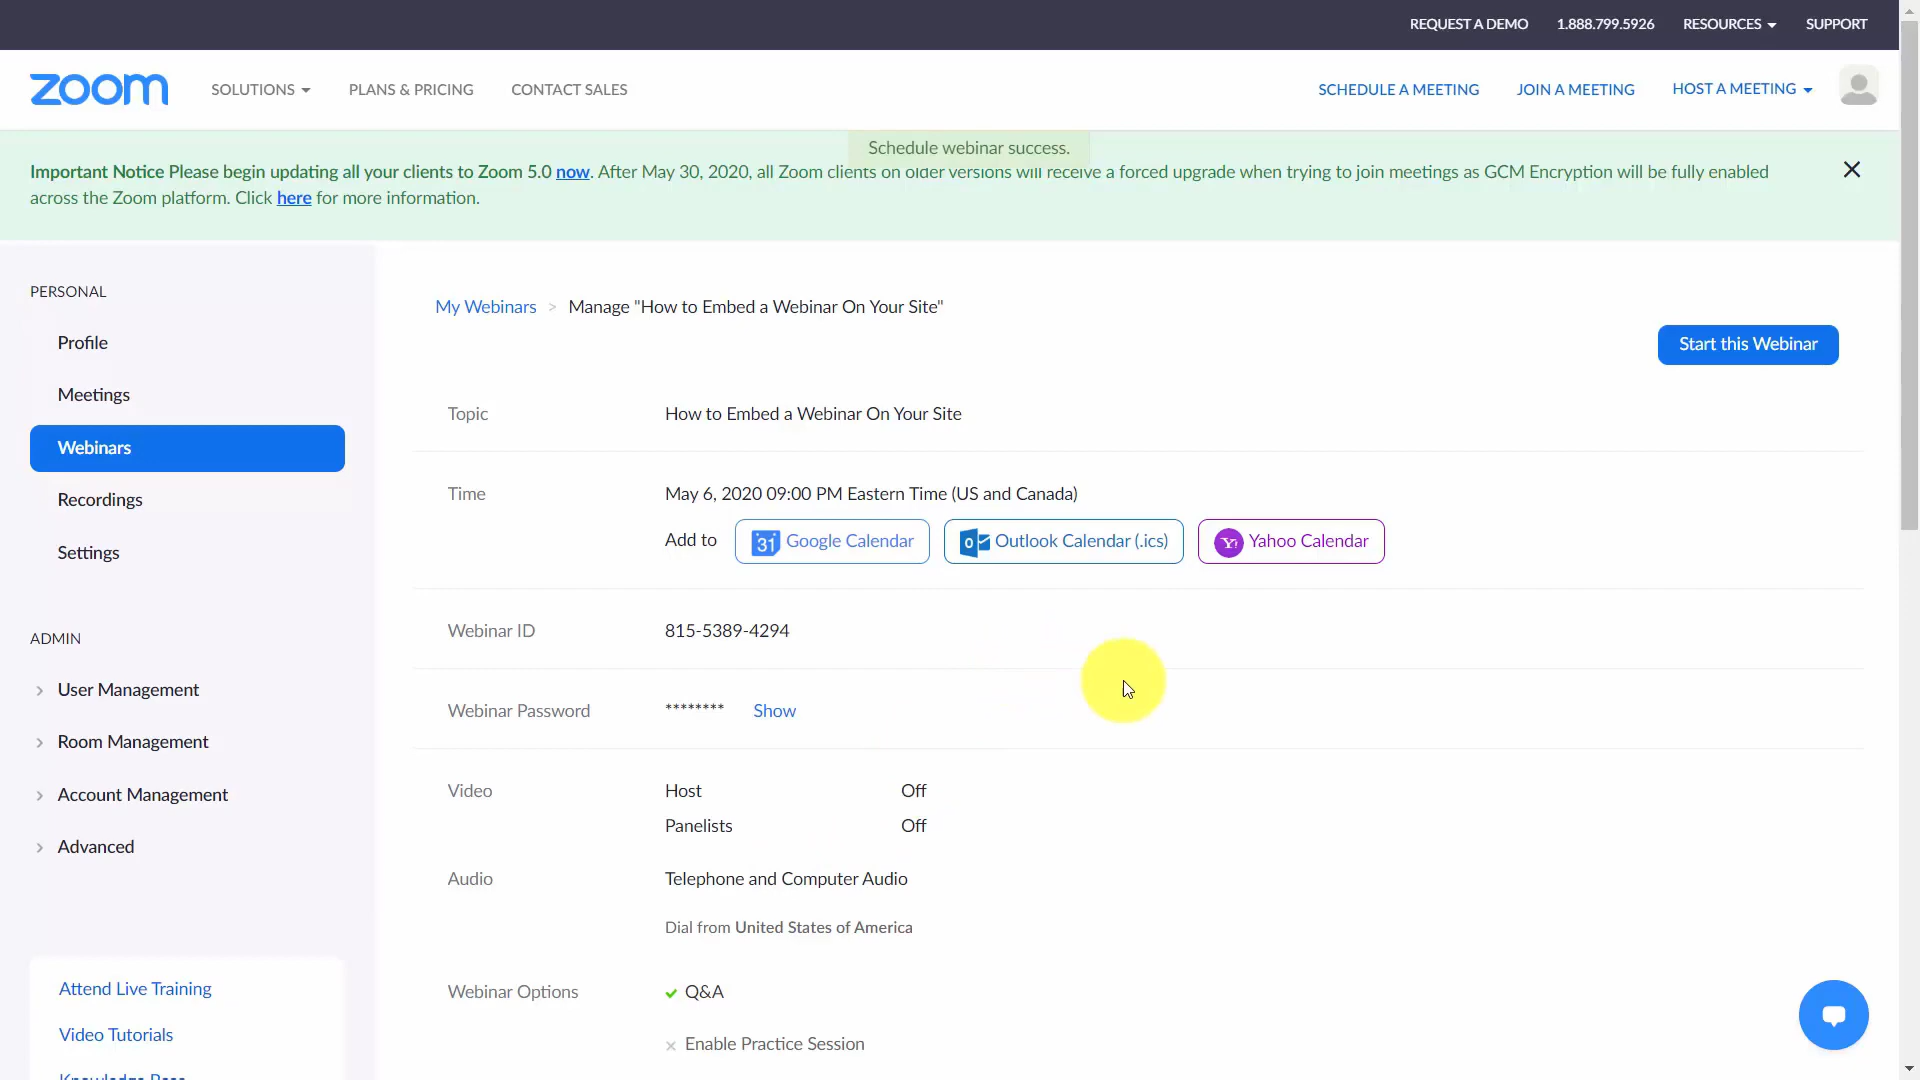 REQUEST A DEMO 1.888.799.5926 RESOURCES SUPPORT
zoom SOLUTIONS PLANS & PRICING CONTACT SALES SCHEDULE A MEETING JOIN A MEETING HOST A MEETING
Schedule webinar success.
Important Notice Please begin updating all your clients to Zoom 5.0 now. After May 30, 2020, all Zoom clients on older versions will receive a forced upgrade when trying to join meetings as GCM Encryption will be fully enabled
across the Zoom platform. Click here for more information.
PERSONAL
Profile
Meetings
Webinars
Recordings
Settings
ADMIN
User Management
Room Management
Account Management
Advanced
Attend Live Training
Video Tutorials
My Webinars > Manage "How to Embed a Webinar On Your Site"
Start this Webinar
Topic How to Embed a Webinar On Your Site
Time May 6, 2020 09:00 PM Eastern Time (US and Canada)
Add to 31 Google Calendar Outlook Calendar (.ics) Y! Yahoo Calendar
Webinar ID 815-5389-4294
Webinar Password ******** Show
Video Host Off
Panelists Off
Audio Telephone and Computer Audio
Dial from United States of America
Webinar Options Q&A
Enable Practice Session